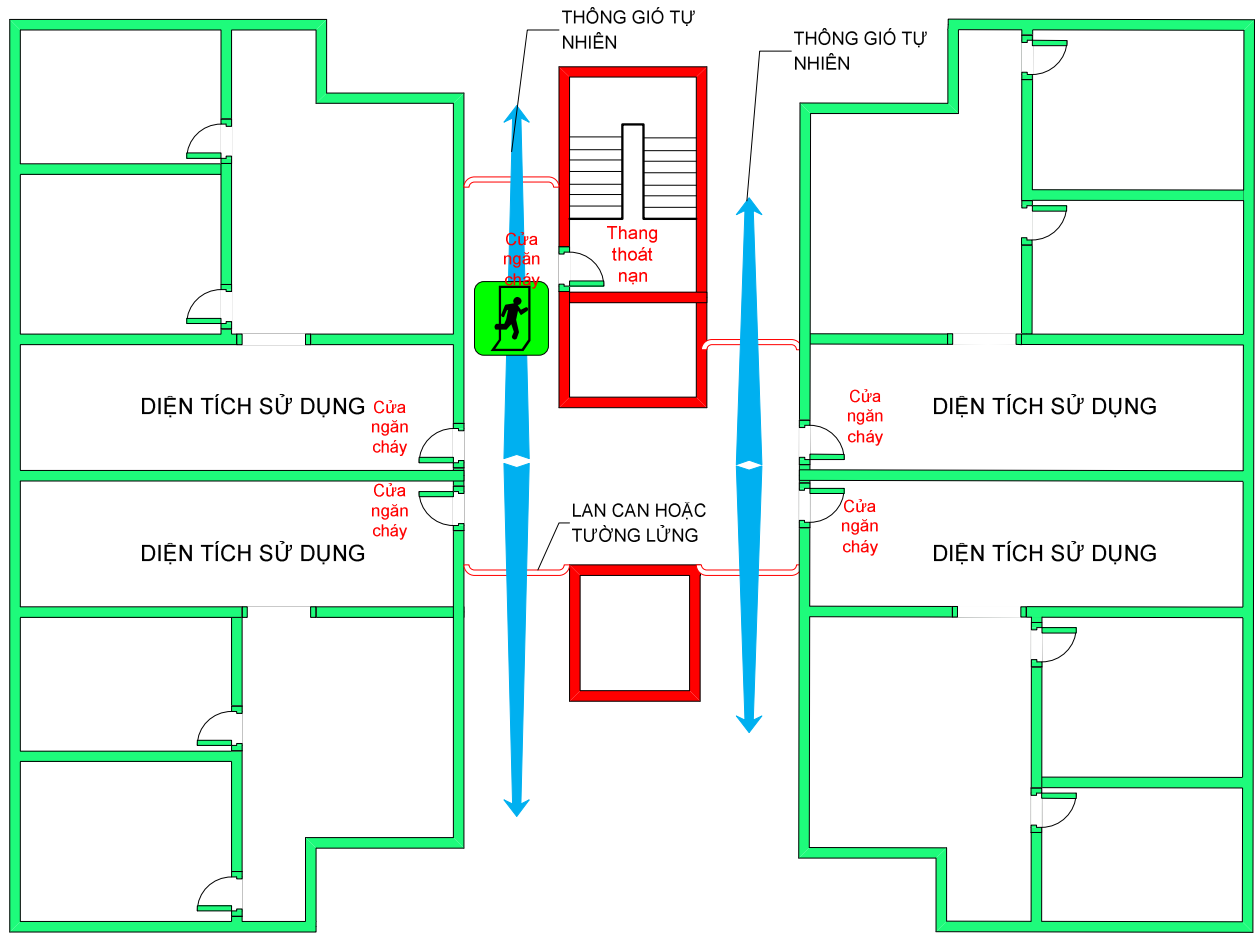 THÔNG GIÓ TỰ
NHIÊN
THÔNG GIÓ TỰ
NHIÊN
Cửa
ngăn
cháy
Thang
thoát
nạn
DIỆN TÍCH SỬ DỤNG
Cửa
ngăn
cháy
Cửa
ngăn
cháy
DIỆN TÍCH SỬ DỤNG
Cửa
ngăn
cháy
DIỆN TÍCH SỬ DỤNG
LAN CAN HOẶC
TƯỜNG LỬNG
Cửa
ngăn
cháy
DIỆN TÍCH SỬ DỤNG